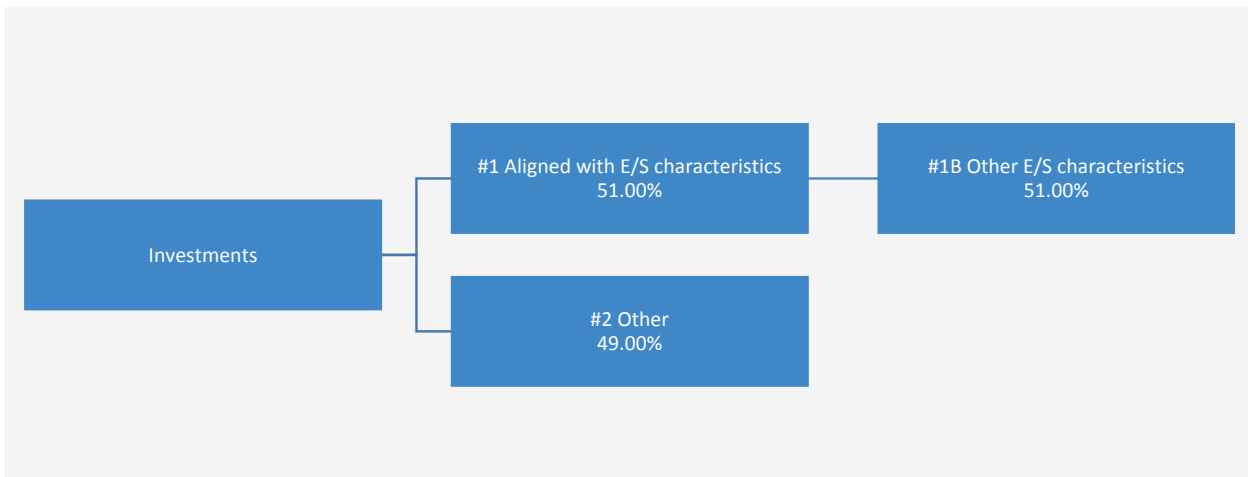 Investments
#1 Aligned with E/S characteristics
51.00%
#1B Other E/S characteristics
51.00%
#2 Other
49.00%